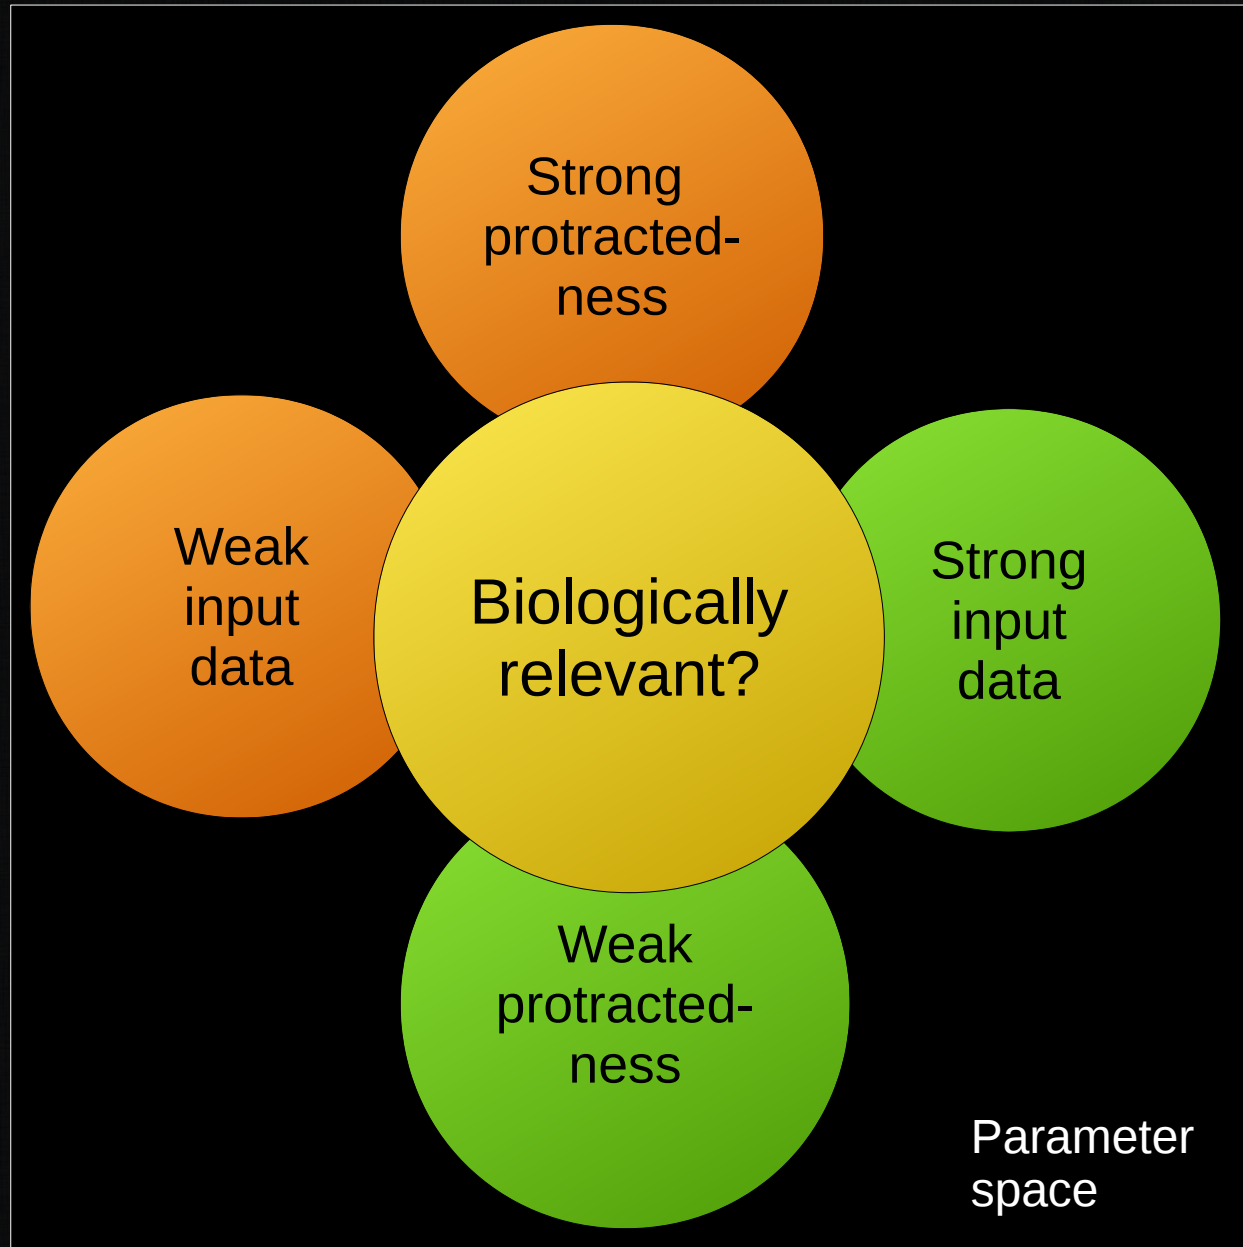 Strong
protracted-
ness
Weak
input
data
Biologically
relevant?
Strong
input
data
Weak
protracted-
ness
Parameter
space